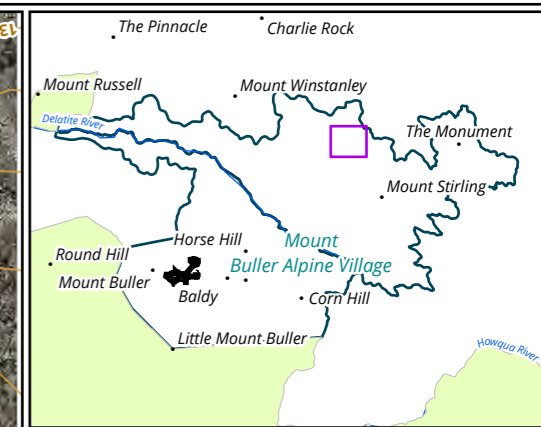 13
The Pinnacle
Charlie Rock
Mount Russell
Mount Winstanley
Delatite River
The Monument
Mount Stirling
Horse Hill
Mount
Buller Alpine Village
Round Hill
Mount Buller
Baldy
Corn Hill
Little Mount Buller
Howqua River